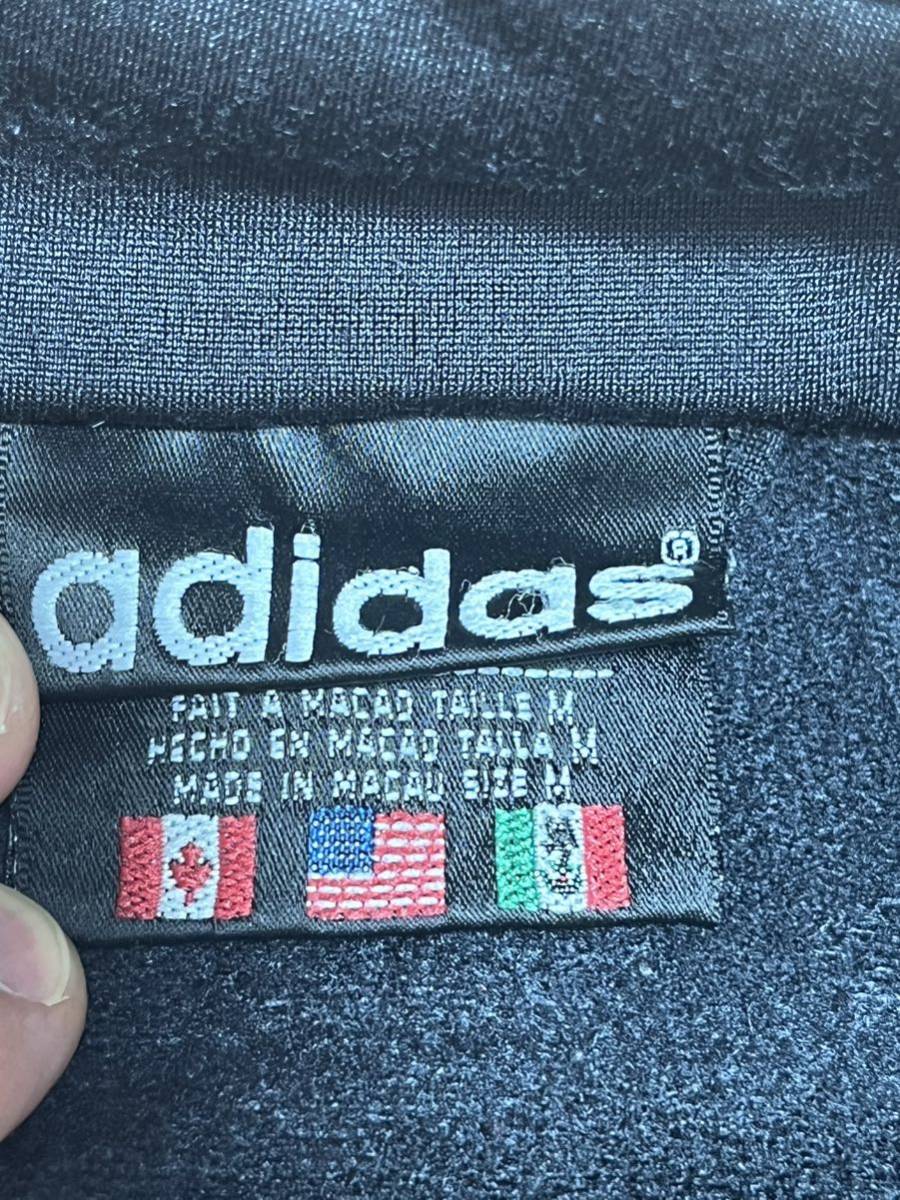 adidas®
FAIT A MACAO TAILLE M
HECHO EN MACAO TALLA M
MADE IN MACAU SIZE M